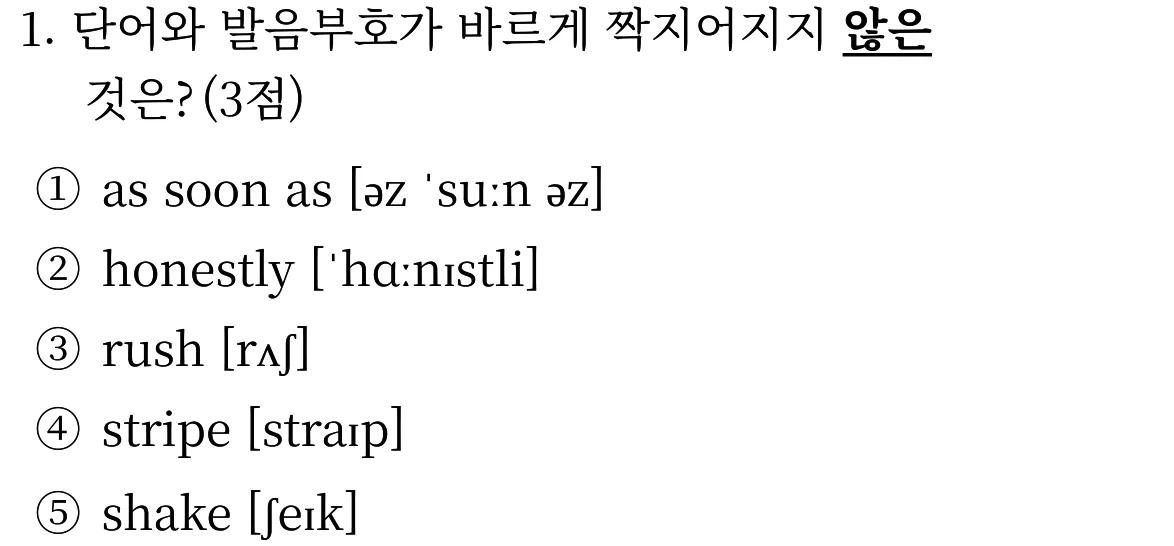 1. 단어와 발음부호가 바르게 짝지어지지 않은
것은?(3점)
① as soon as [əz ˈsuːn əz]
② honestly [ˈhɑːnɪstli]
③ rush [rʌʃ]
④ stripe [straɪp]
⑤ shake [ʃeɪk]